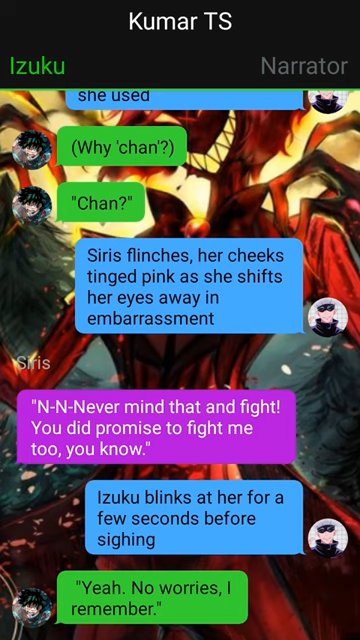 Kumar TS
Izuku Narrator
she used
(Why 'chan'?)
"Chan?"
Siris flinches, her cheeks
tinged pink as she shifts
her eyes away in
embarrassment
Siris
"N-N-Never mind that and fight!
You did promise to fight me
too, you know."
Izuku blinks at her for a
few seconds before
sighing
"Yeah. No worries, I
remember."